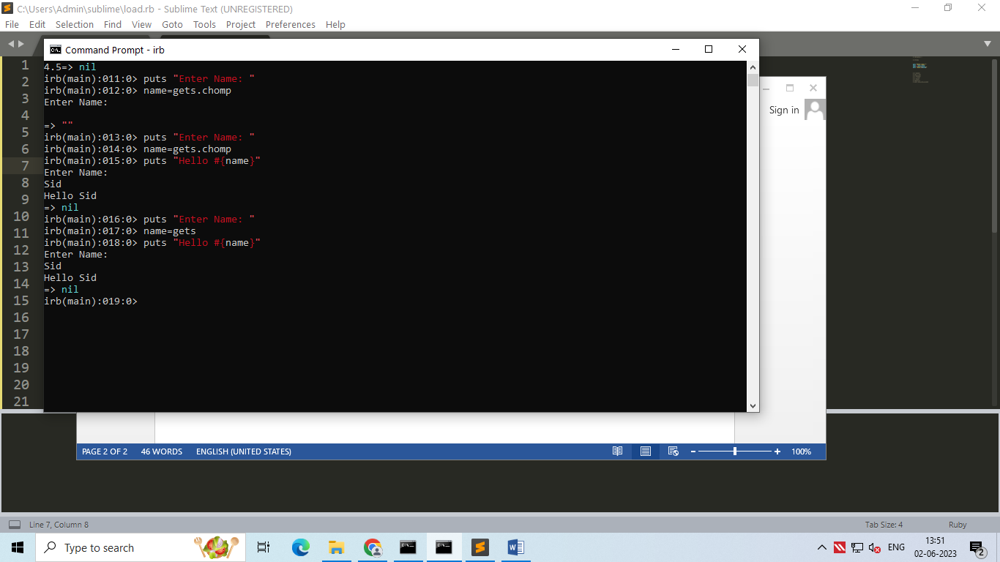 C:\Users\Admin\sublime\load.rb - Sublime Text (UNREGISTERED)
File Edit Selection Find View Goto Tools Project Preferences Help
Command Prompt - irb
4.5=> nil
irb(main):011:0> puts "Enter Name: "
irb(main):012:0> name=gets.chomp
Enter Name:
=> ""
irb(main):013:0> puts "Enter Name: "
irb(main):014:0> name=gets.chomp
irb(main):015:0> puts "Hello #{name}"
Enter Name:
Sid
Hello Sid
=> nil
irb(main):016:0> puts "Enter Name: "
irb(main):017:0> name=gets
irb(main):018:0> puts "Hello #{name}"
Enter Name:
Sid
Hello Sid
=> nil
irb(main):019:0>
1
2
3
4
5
6
7
8
9
10
11
12
13
14
15
16
17
18
19
20
21
Sign in
PAGE 2 OF 2 46 WORDS ENGLISH (UNITED STATES) 100%
Line 7, Column 8 Tab Size: 4 Ruby
Type to search
ENG
13:51
02-06-2023
2